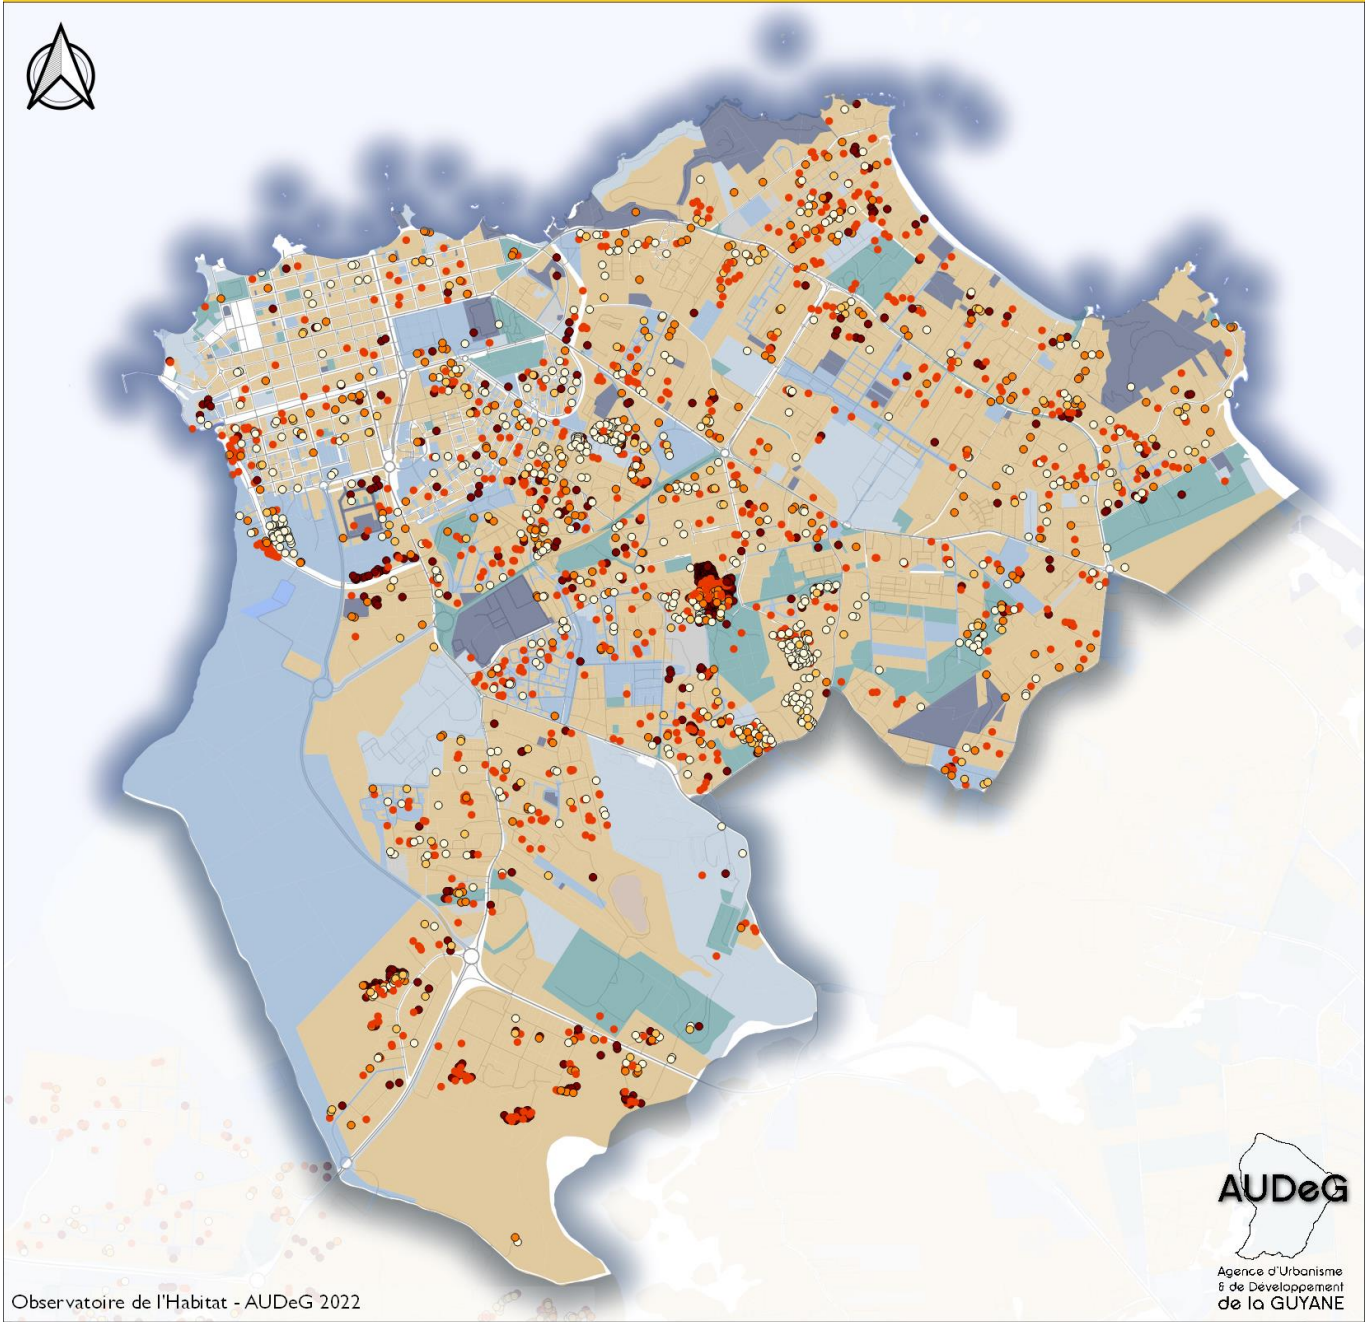 Observatoire de l'Habitat - AUDeG 2022
AUDeG
Agence d'Urbanisme
& de Développement
de la GUYANE